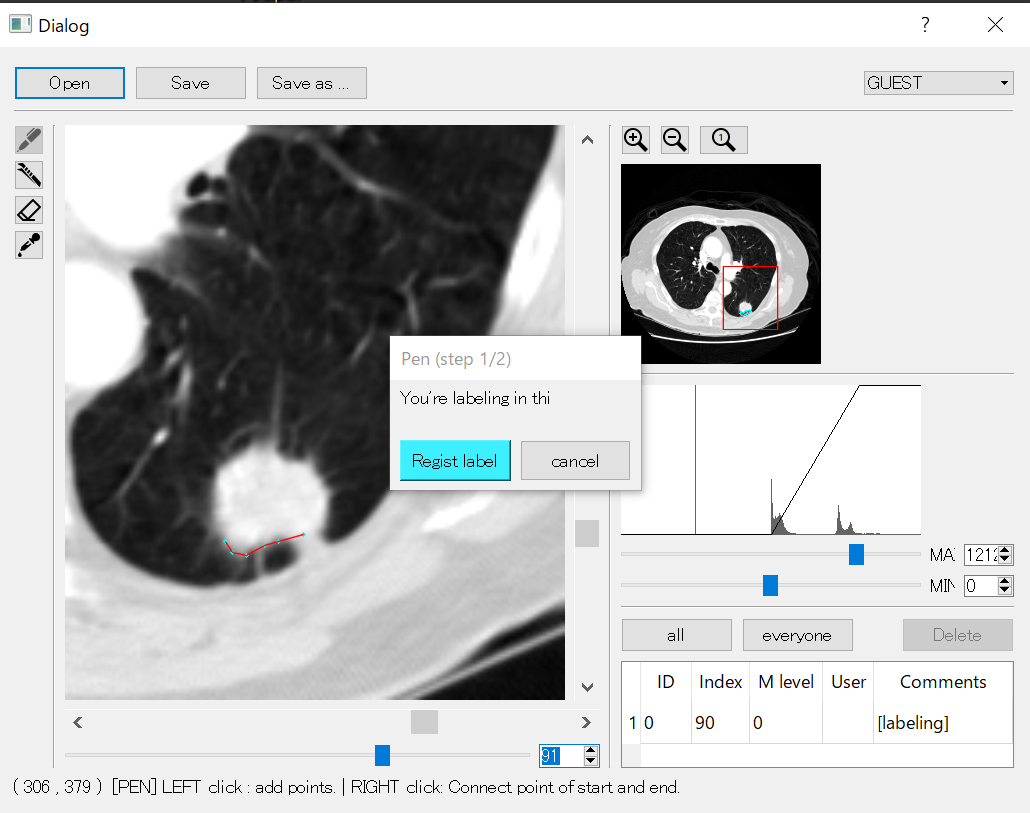 Dialog
?
Open
Save
Save as ...
GUEST
1
Pen (step 1/2)
You're labeling in thi
Regist label
cancel
MA
1212
MIN
0
all
everyone
Delete
ID Index M level User Comments
1 0 90 0 [labeling]
91
( 306 , 379 ) [PEN] LEFT click : add points. | RIGHT click: Connect point of start and end.